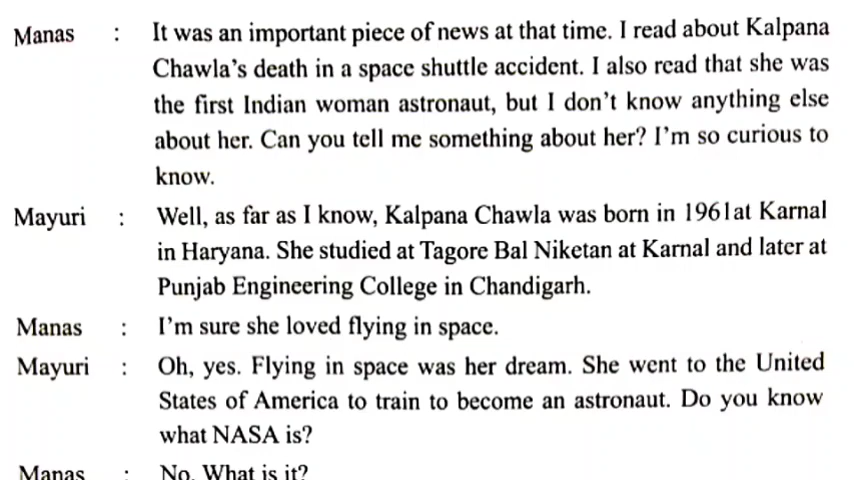 Manas : It was an important piece of news at that time. I read about Kalpana
Chawla's death in a space shuttle accident. I also read that she was
the first Indian woman astronaut, but I don't know anything else
about her. Can you tell me something about her? I'm so curious to
know.
Mayuri : Well, as far as I know, Kalpana Chawla was born in 1961at Karnal
in Haryana. She studied at Tagore Bal Niketan at Karnal and later at
Punjab Engineering College in Chandigarh.
Manas : I'm sure she loved flying in space.
Mayuri : Oh, yes. Flying in space was her dream. She went to the United
States of America to train to become an astronaut. Do you know
what NASA is?
Manas : No. What is it?